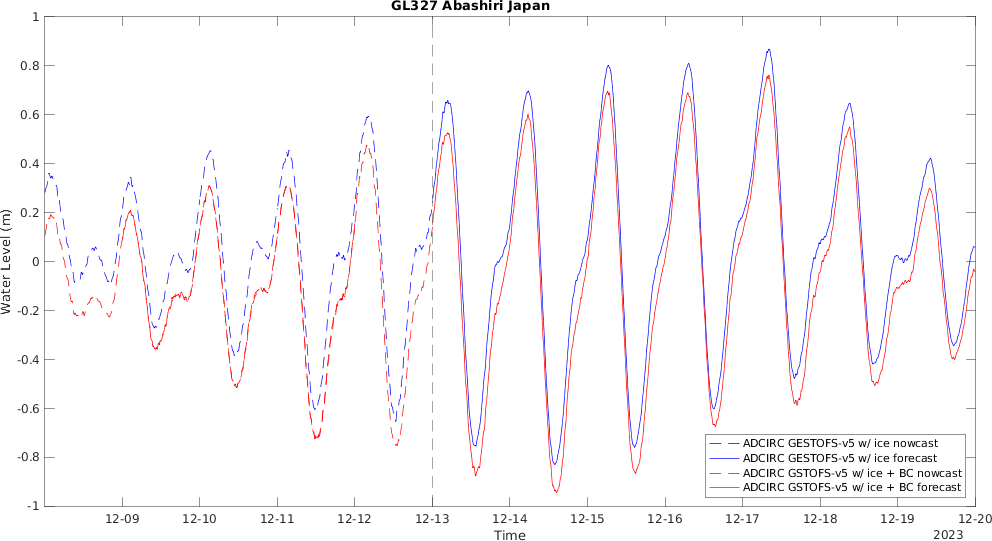 GL327 Abashiri Japan
1
0.8
0.6
0.4
0.2
0
-0.2
-0.4
-0.6
-0.8
-1
Water Level (m)
ADCIRC GESTOFS-v5 w/ ice nowcast
ADCIRC GESTOFS-v5 w/ ice forecast
ADCIRC GSTOFS-v5 w/ ice + BC nowcast
ADCIRC GSTOFS-v5 w/ ice + BC forecast
12-09 12-10 12-11 12-12 12-13 12-14 12-15 12-16 12-17 12-18 12-19 12-20
Time
2023